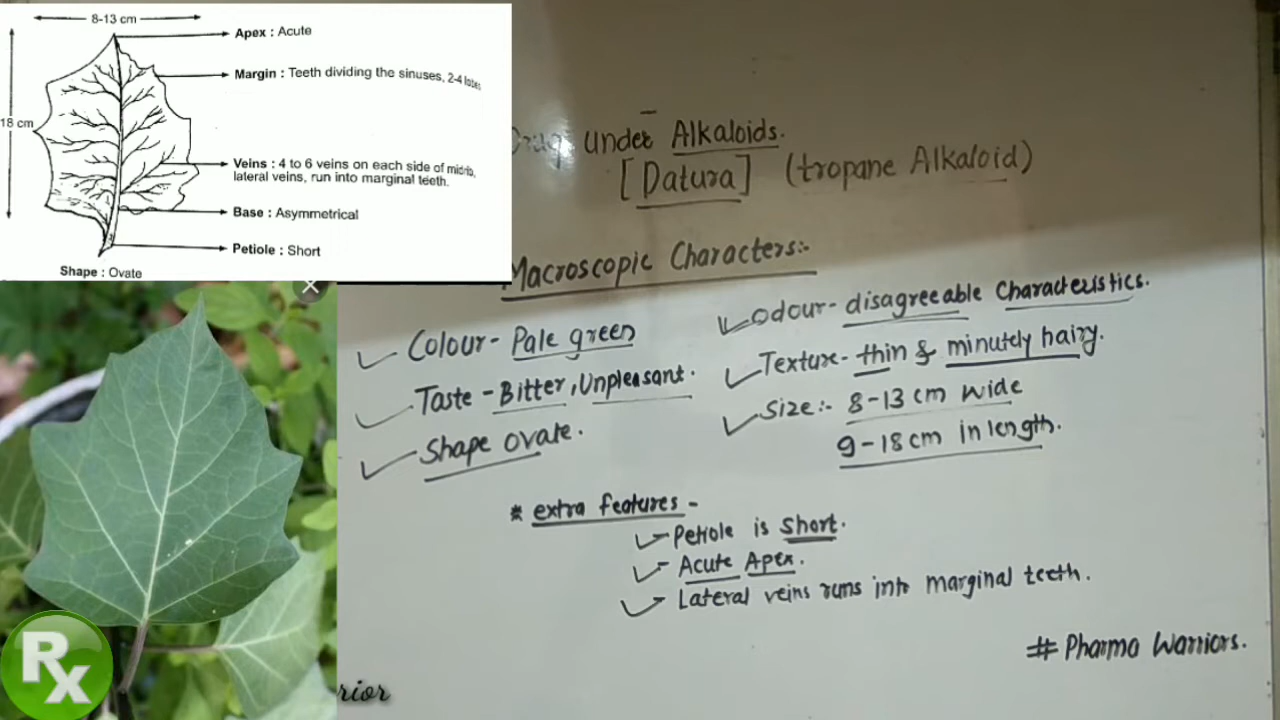 8-13 cm
Apex : Acute
Margin : Teeth dividing the sinuses, 2-4 lobes
18 cm
Veins : 4 to 6 veins on each side of midrib,
lateral veins, run into marginal teeth.
Base : Asymmetrical
Petiole : Short
Shape : Ovate
Drugs under Alkaloids.
[Datura] (tropane Alkaloid)
Macroscopic Characters:-
Colour- Pale green
Taste - Bitter, Unpleasant.
Shape ovate.
Odour- disagreeable characteristics.
Texture- thin & minutely hairy.
Size:- 8-13 cm wide
9-18 cm in length.
* extra features -
Petiole is short.
Acute Apex.
Lateral veins runs into marginal teeth.
# Pharma Warriors.
Rx
rior